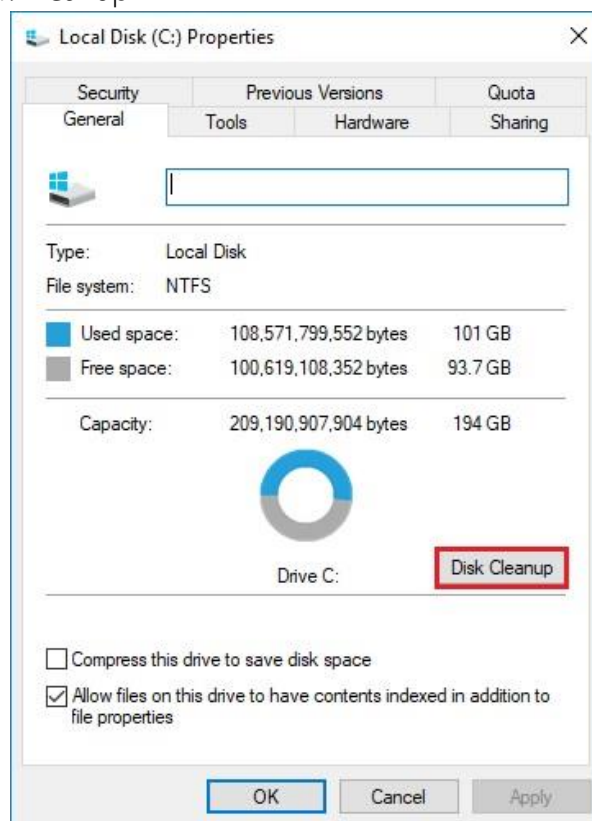 Local Disk (C:) Properties
Security Previous Versions Quota
General Tools Hardware Sharing
Type: Local Disk
File system: NTFS
Used space: 108,571,799,552 bytes 101 GB
Free space: 100,619,108,352 bytes 93.7 GB
Capacity: 209,190,907,904 bytes 194 GB
Drive C: Disk Cleanup
Compress this drive to save disk space
Allow files on this drive to have contents indexed in addition to
file properties
OK Cancel Apply